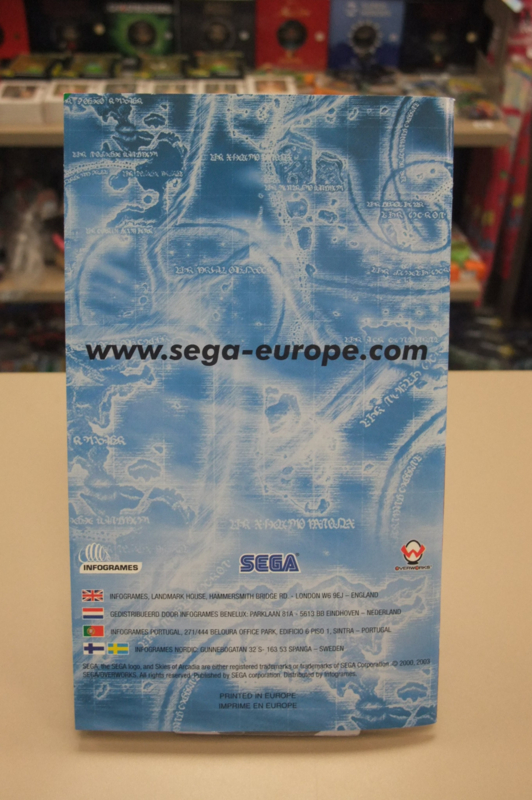 www.sega-europe.com
INFOGRAMES
SEGA
OVERWORKS
INFOGRAMES, LANDMARK HOUSE, HAMMERSMITH BRIDGE RD. - LONDON W6 9EJ - ENGLAND
GEDISTRIBUEERD DOOR INFOGRAMES BENELUX: PARKLAAN 81A - 5613 BB EINDHOVEN - NEDERLAND
INFOGRAMES PORTUGAL, 271/444 BELOURA OFFICE PARK, EDIFICIO 6 PISO 1, SINTRA - PORTUGAL
INFOGRAMES NORDIC: GUNNEBOGATAN 32 S- 163 53 SPANGA - SWEDEN
SEGA, the SEGA logo, and Skies of Arcadia are either registered trademarks or trademarks of SEGA Corporation. © 2000, 2003
SEGA/OVERWORKS. All rights reserved. Published by SEGA corporation. Distributed by Infogrames.
PRINTED IN EUROPE
IMPRIME EN EUROPE